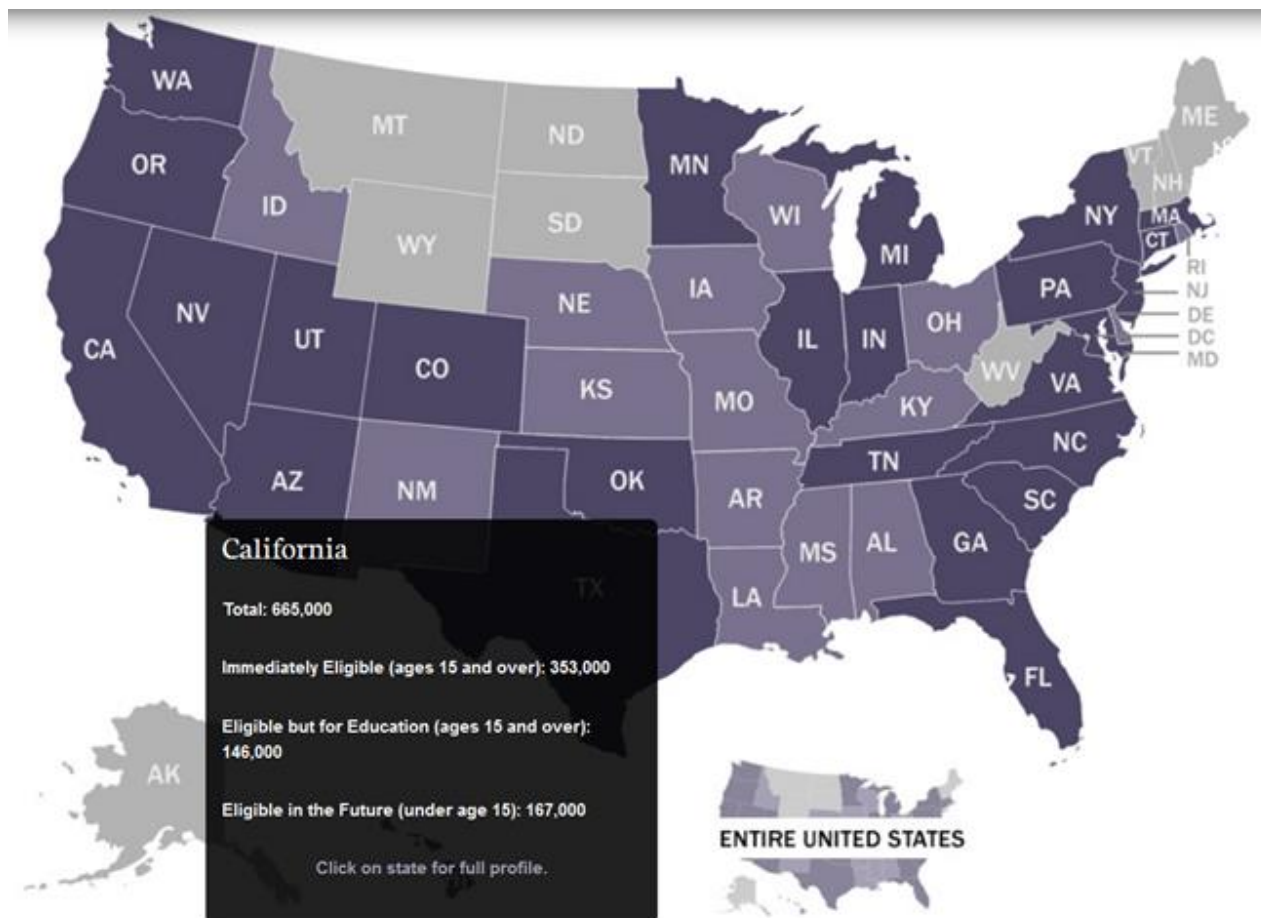 WA
MT
ND
MN
ME
VT
NH
OR
ID
WY
SD
WI
MI
NY
MA
CT
RI
NJ
DE
DC
MD
CA
NV
UT
CO
NE
KS
IA
MO
IL
IN
OH
PA
WV
VA
KY
NC
TN
SC
AZ
NM
OK
AR
MS
AL
GA
TX
LA
FL
AK
California
Total: 665,000
Immediately Eligible (ages 15 and over): 353,000
Eligible but for Education (ages 15 and over):
146,000
Eligible in the Future (under age 15): 167,000
Click on state for full profile.
ENTIRE UNITED STATES